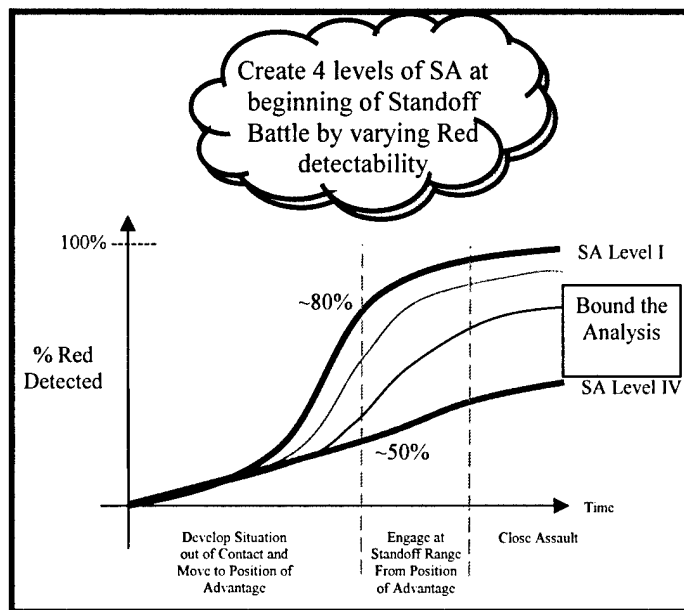 Create 4 levels of SA at
beginning of Standoff
Battle by varying Red
detectability
100%
SA Level I
~80%
Bound the
Analysis
% Red
Detected
SA Level IV
~50%
Time
Develop Situation
out of Contact and
Move to Position of
Advantage
Engage at
Standoff Range
From Position
of Advantage
Close Assault